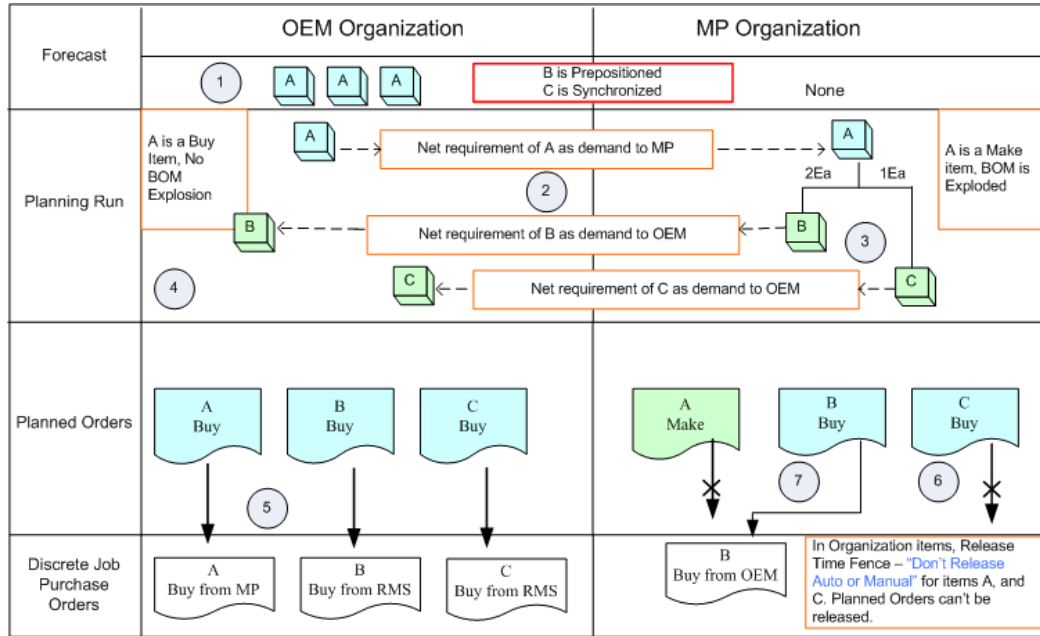 OEM Organization
MP Organization
Forecast
1
A
A
A
B is Prepositioned
C is Synchronized
None
Planning Run
A is a Buy
Item, No
BOM
Explosion
A
Net requirement of A as demand to MP
A
A is a Make
item, BOM is
Exploded
2Ea
1Ea
2
B
Net requirement of B as demand to OEM
B
3
4
C
Net requirement of C as demand to OEM
C
Planned Orders
A
Buy
B
Buy
C
Buy
A
Make
B
Buy
C
Buy
5
7
6
Discrete Job
Purchase
Orders
A
Buy from MP
B
Buy from RMS
C
Buy from RMS
B
Buy from OEM
In Organization items, Release
Time Fence – “Don’t Release
Auto or Manual” for items A, and
C. Planned Orders can’t be
released.